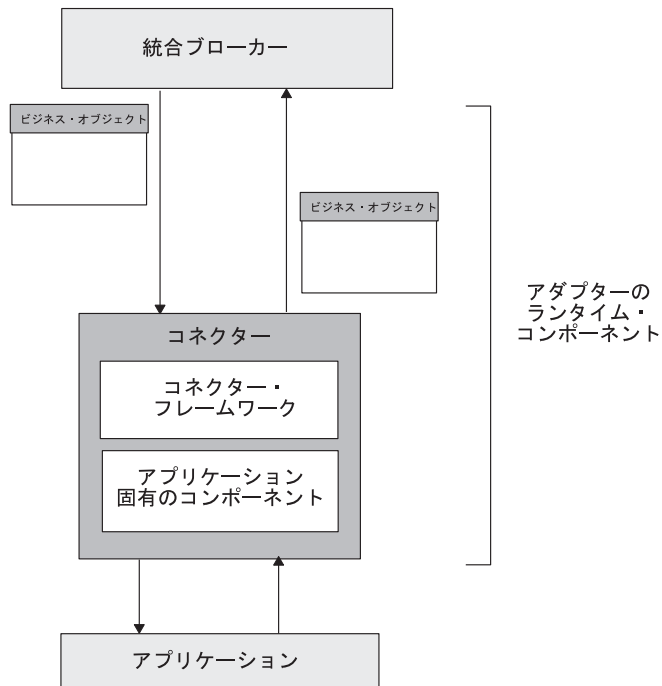 統合ブローカー
ビジネス・オブジェクト
ビジネス・オブジェクト
アダプターの
ランタイム・
コンポーネント
コネクター
コネクター・
フレームワーク
アプリケーション
固有のコンポーネント
アプリケーション